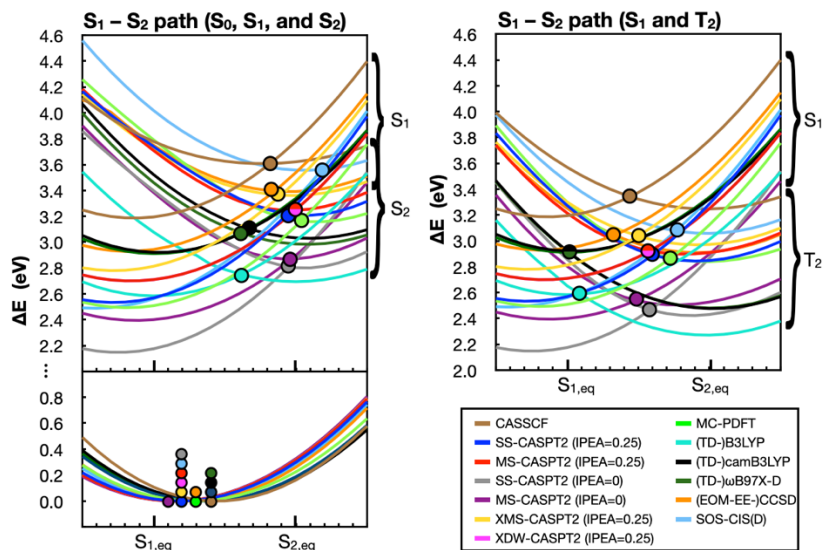 S1 – S2 path (S0, S1, and S2)
4.6
4.4
4.2
4.0
3.8
3.6
3.4
3.2
3.0
2.8
2.6
2.4
2.2
...
0.8
0.6
0.4
0.2
0.0
ΔE (eV)
S1
S2
S1,eq
S2,eq
S1 – S2 path (S1 and T2)
4.6
4.4
4.2
4.0
3.8
3.6
3.4
3.2
3.0
2.8
2.6
2.4
2.2
2.0
ΔE (eV)
S1
T2
S1,eq
S2,eq
CASSCF
SS-CASPT2 (IPEA=0.25)
MS-CASPT2 (IPEA=0.25)
SS-CASPT2 (IPEA=0)
MS-CASPT2 (IPEA=0)
XMS-CASPT2 (IPEA=0.25)
XDW-CASPT2 (IPEA=0.25)
MC-PDFT
(TD-)B3LYP
(TD-)camB3LYP
(TD-)ωB97X-D
(EOM-EE-)CCSD
SOS-CIS(D)